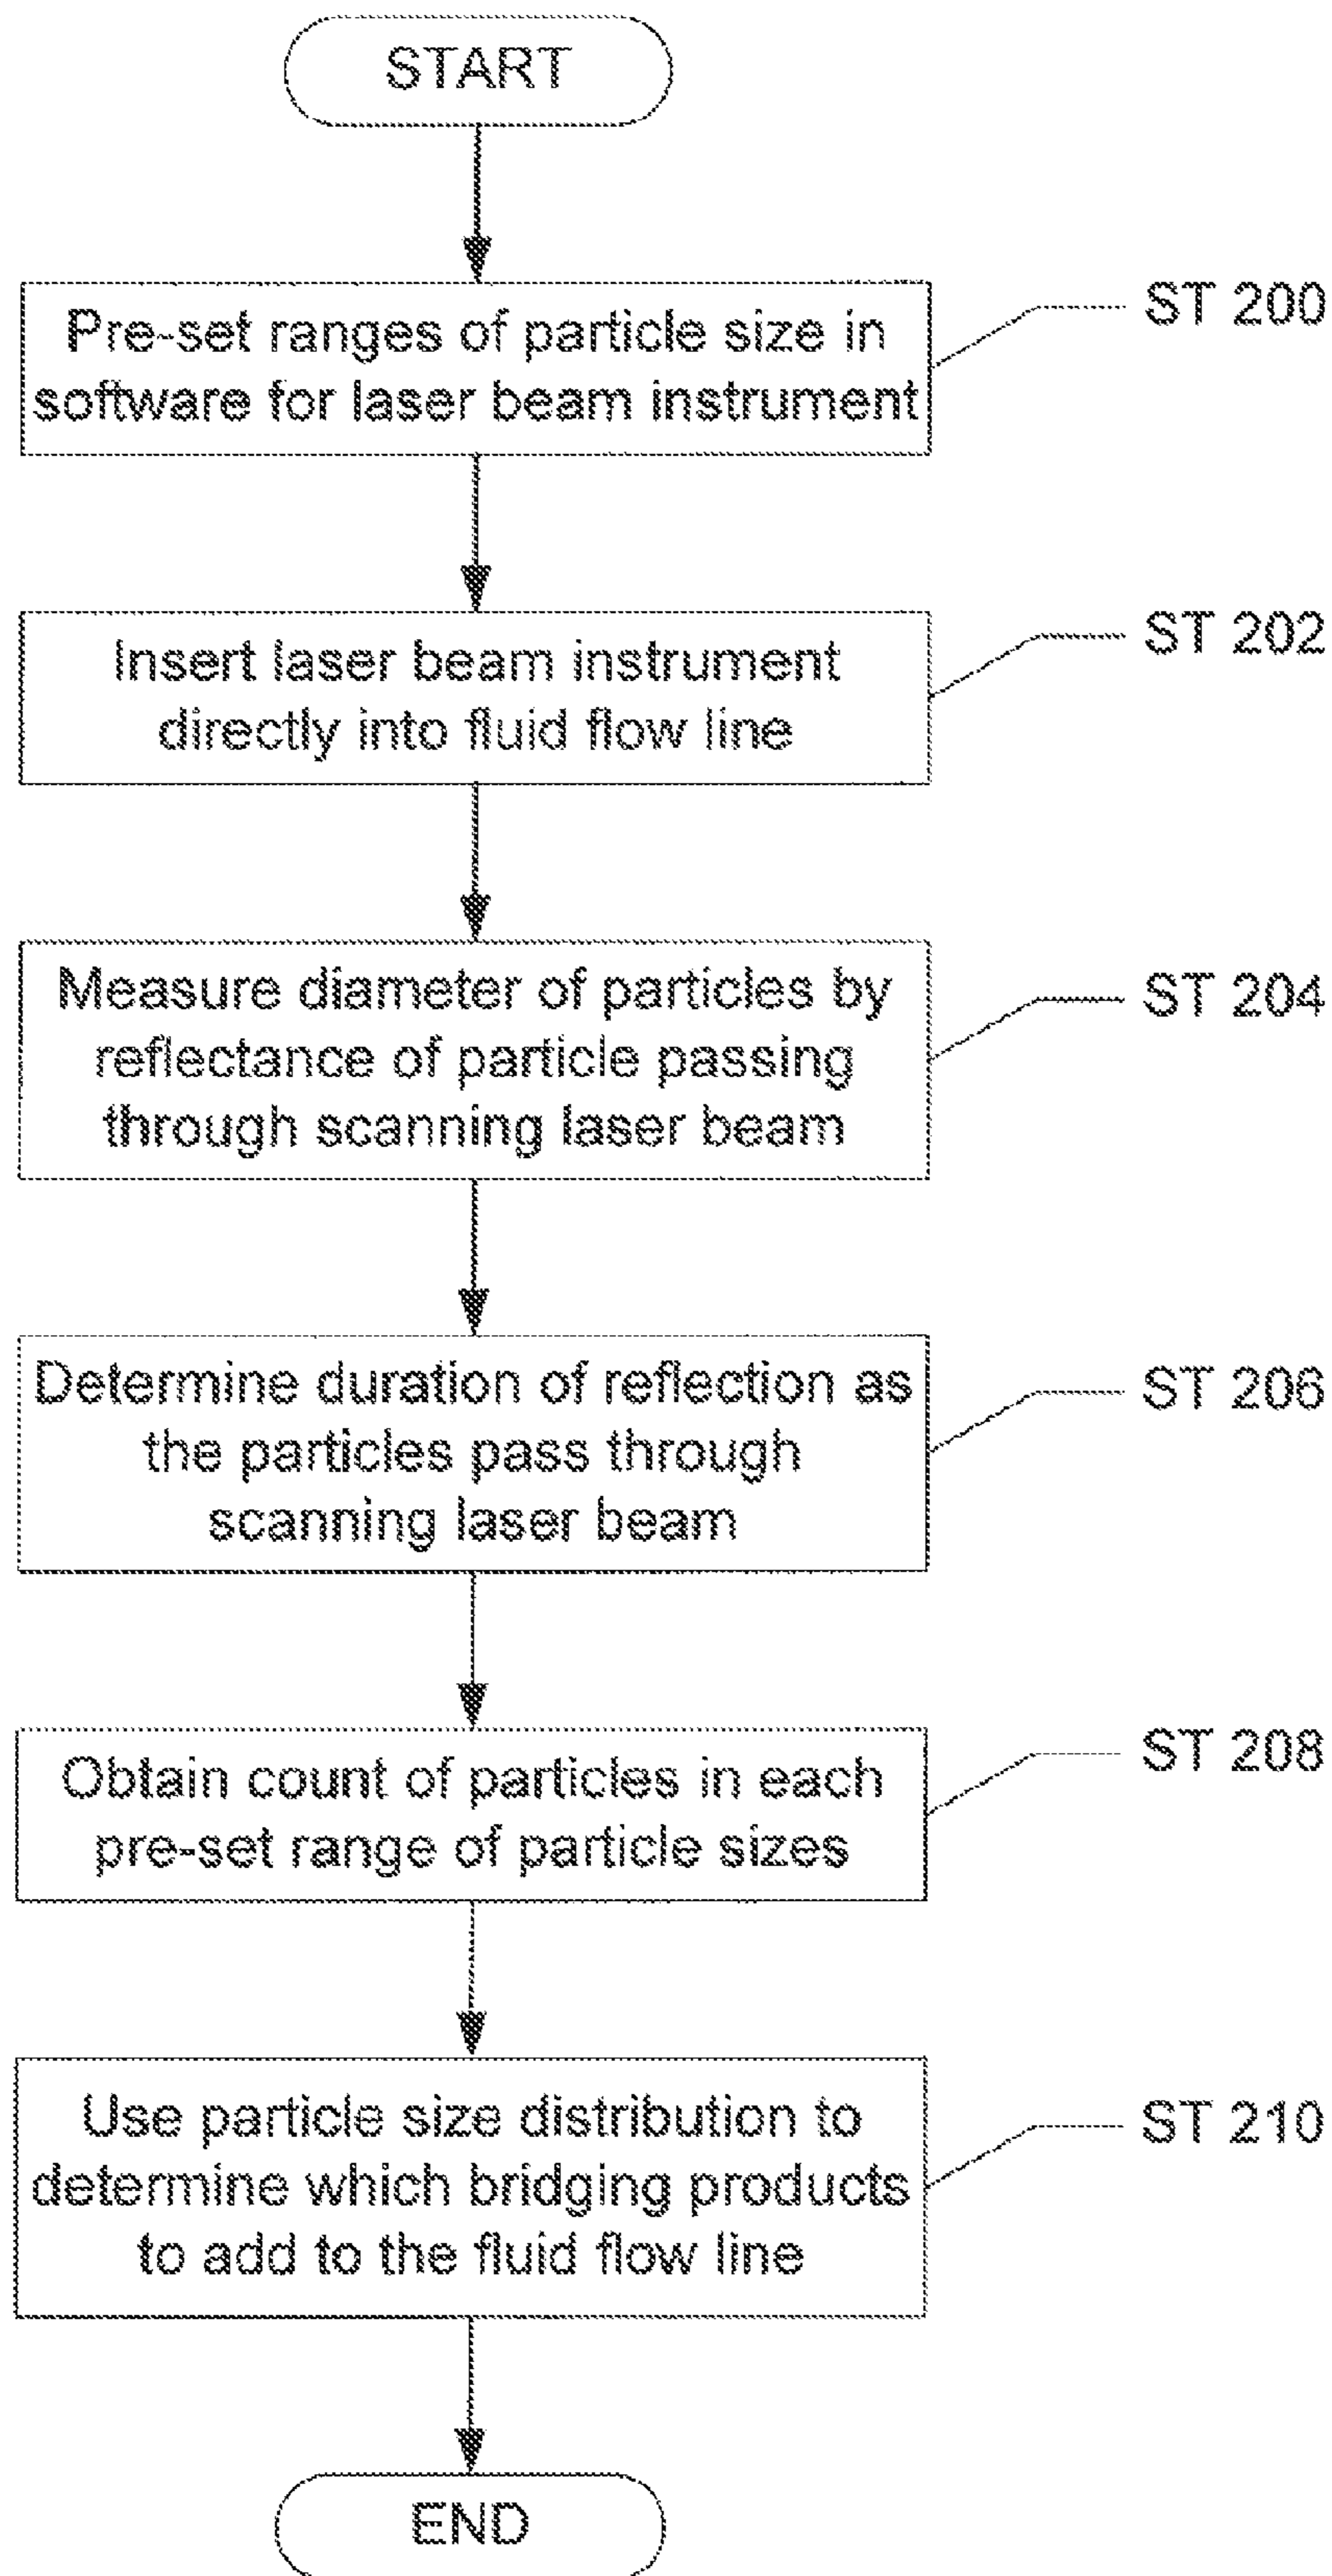 START
Pre-set ranges of particle size in
software for laser beam instrument
ST 200
Insert laser beam instrument
directly into fluid flow line
ST 202
Measure diameter of particles by
reflectance of particle passing
through scanning laser beam
ST 204
Determine duration of reflection as
the particles pass through
scanning laser beam
ST 206
Obtain count of particles in each
pre-set range of particle sizes
ST 208
Use particle size distribution to
determine which bridging products
to add to the fluid flow line
ST 210
END